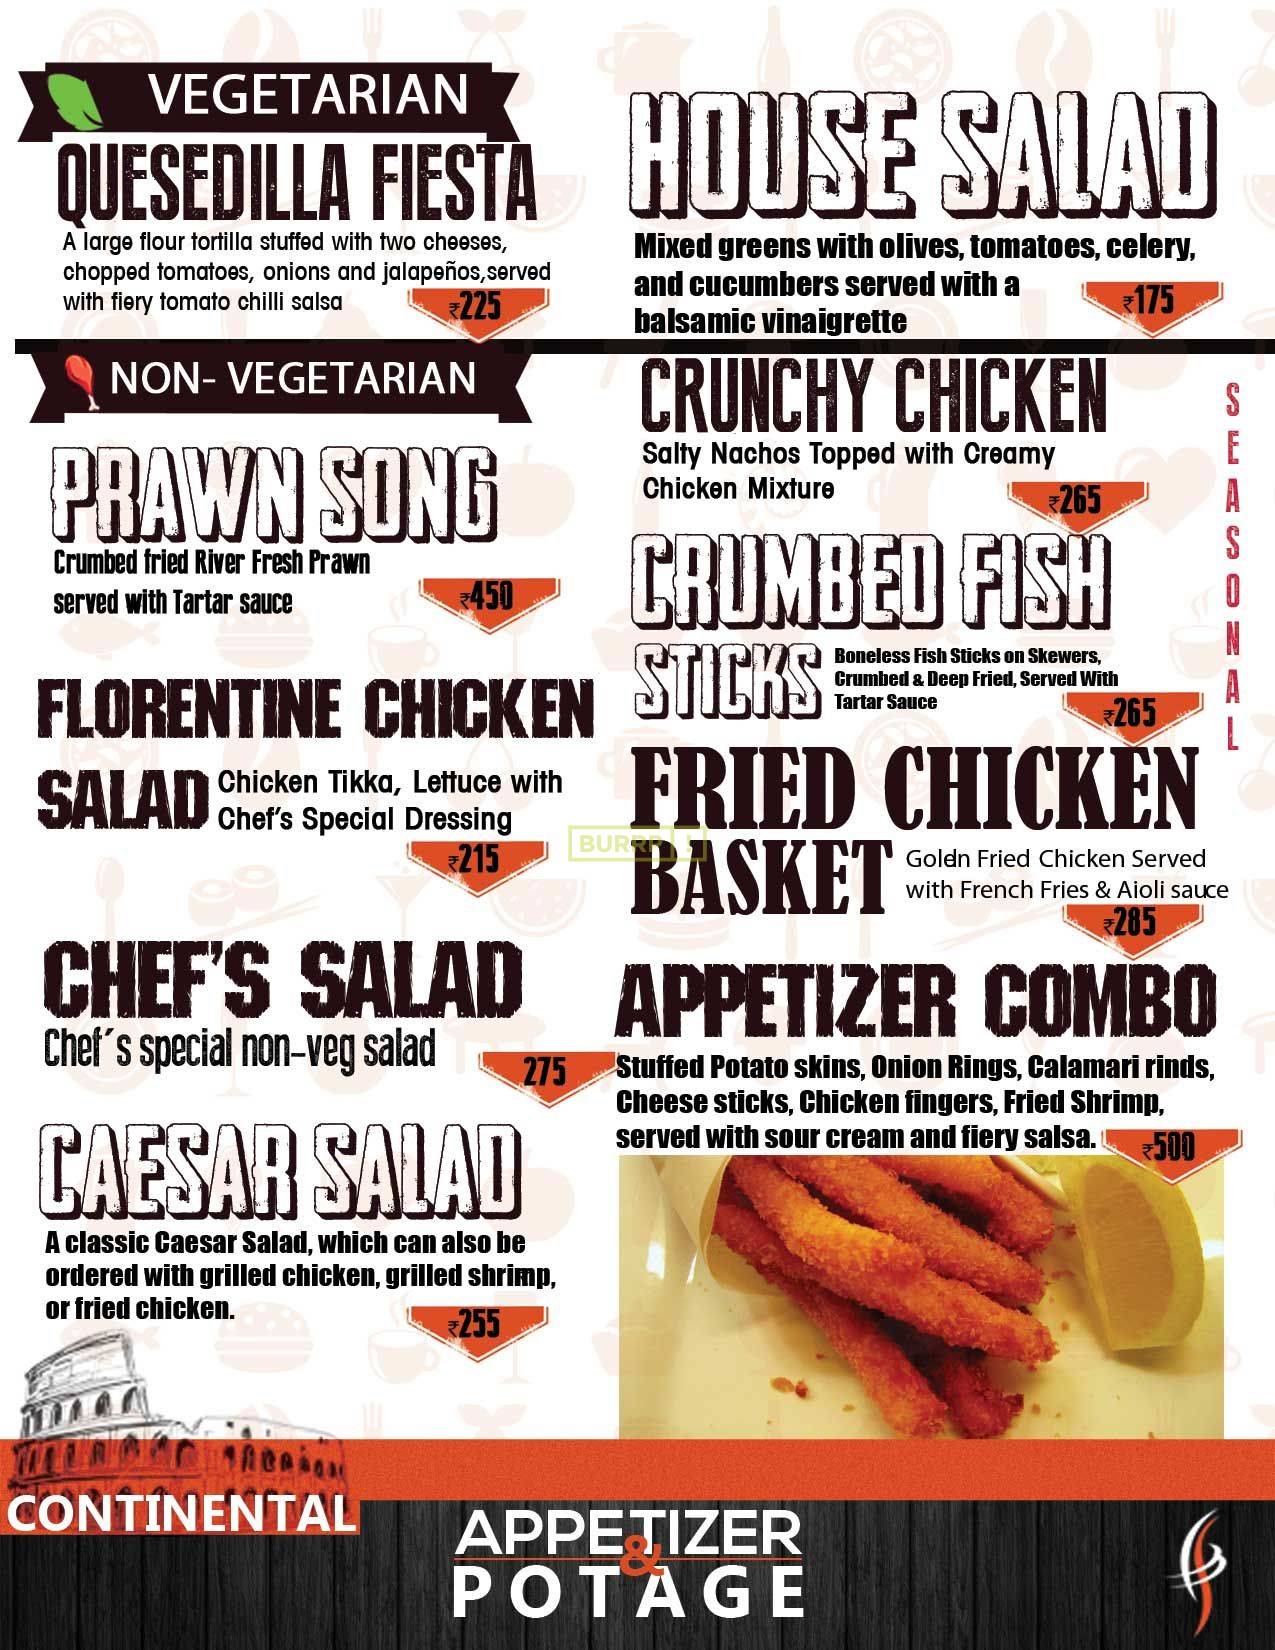 VEGETARIAN
QUESEDILLA FIESTA
A large flour tortilla stuffed with two cheeses,
chopped tomatoes, onions and jalapeños,served
with fiery tomato chilli salsa
₹225
HOUSE SALAD
Mixed greens with olives, tomatoes, celery,
and cucumbers served with a
balsamic vinaigrette
₹175
NON- VEGETARIAN
PRAWN SONG
Crumbed fried River Fresh Prawn
served with Tartar sauce
₹450
FLORENTINE CHICKEN
SALAD
Chicken Tikka, Lettuce with
Chef's Special Dressing
₹215
CHEF'S SALAD
Chef´s special non-veg salad
275
CAESAR SALAD
A classic Caesar Salad, which can also be
ordered with grilled chicken, grilled shrimp,
or fried chicken.
₹255
CRUNCHY CHICKEN
Salty Nachos Topped with Creamy
Chicken Mixture
₹265
CRUMBED FISH
STICKS
Boneless Fish Sticks on Skewers,
Crumbed & Deep Fried, Served With
Tartar Sauce
₹265
FRIED CHICKEN
BASKET
Goldn Fried Chicken Served
with French Fries & Aioli sauce
₹285
APPETIZER COMBO
Stuffed Potato skins, Onion Rings, Calamari rinds,
Cheese sticks, Chicken fingers, Fried Shrimp,
served with sour cream and fiery salsa.
₹500
SEASONAL
BURRP!
CONTINENTAL
APPETIZER
&
POTAGE